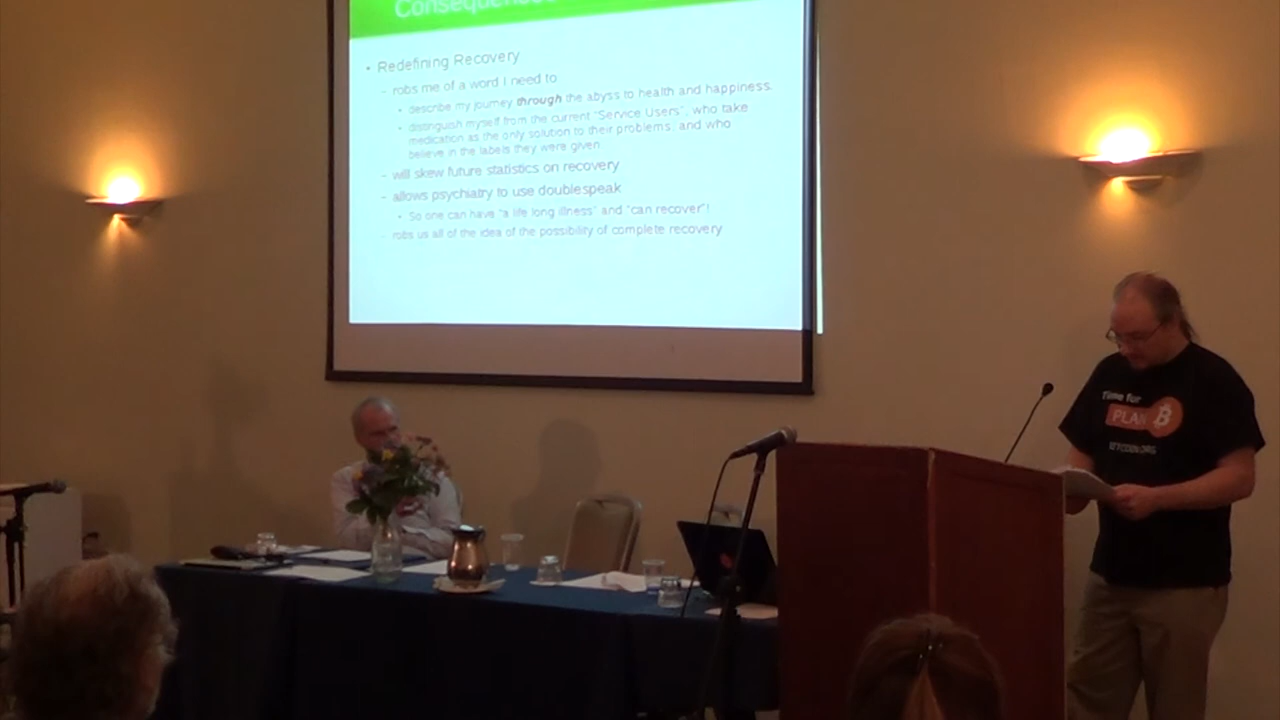 Consequences
• Redefining Recovery
- robs me of a word I need to
• describe my journey through the abyss to health and happiness.
• distinguish myself from the current "Service Users", who take
medication as the only solution to their problems, and who
believe in the labels they were given
- will skew future statistics on recovery
- allows psychiatry to use doublespeak
• So one can have "a life long illness" and "can recover"!
- robs us all of the idea of the possibility of complete recovery
Time for
PLAN B